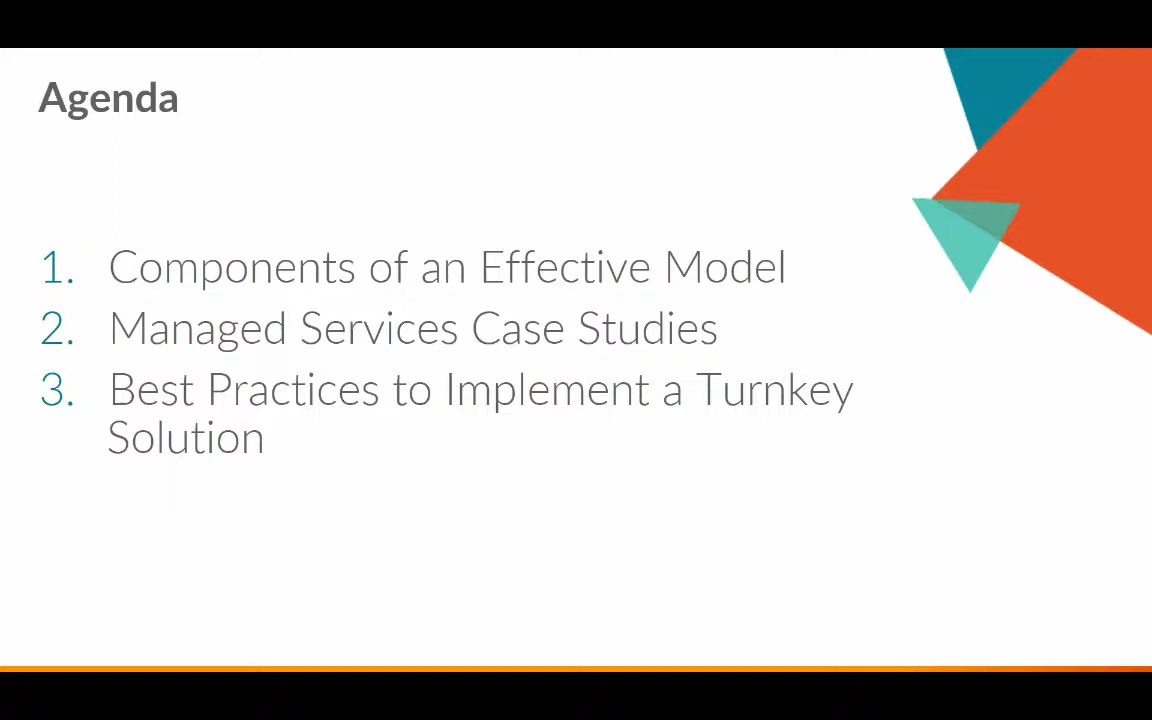 Agenda
1. Components of an Effective Model
2. Managed Services Case Studies
3. Best Practices to Implement a Turnkey
Solution